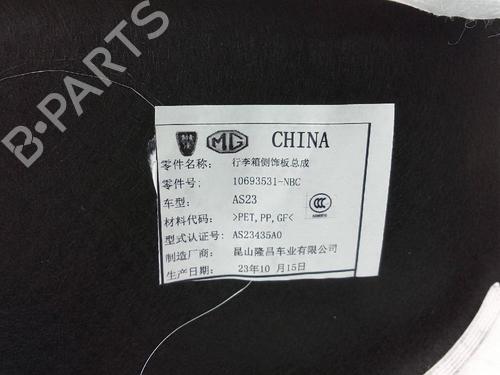 B-PARTS
MG CHINA
零件名称: 行李箱侧饰板总成
零件号: 10693531-NBC
车型: AS23
材料代码: >PET,PP,GF<
型式认证号: AS23435A0
制造厂商: 昆山隆昌车业有限公司
生产日期: 23年10 月15日